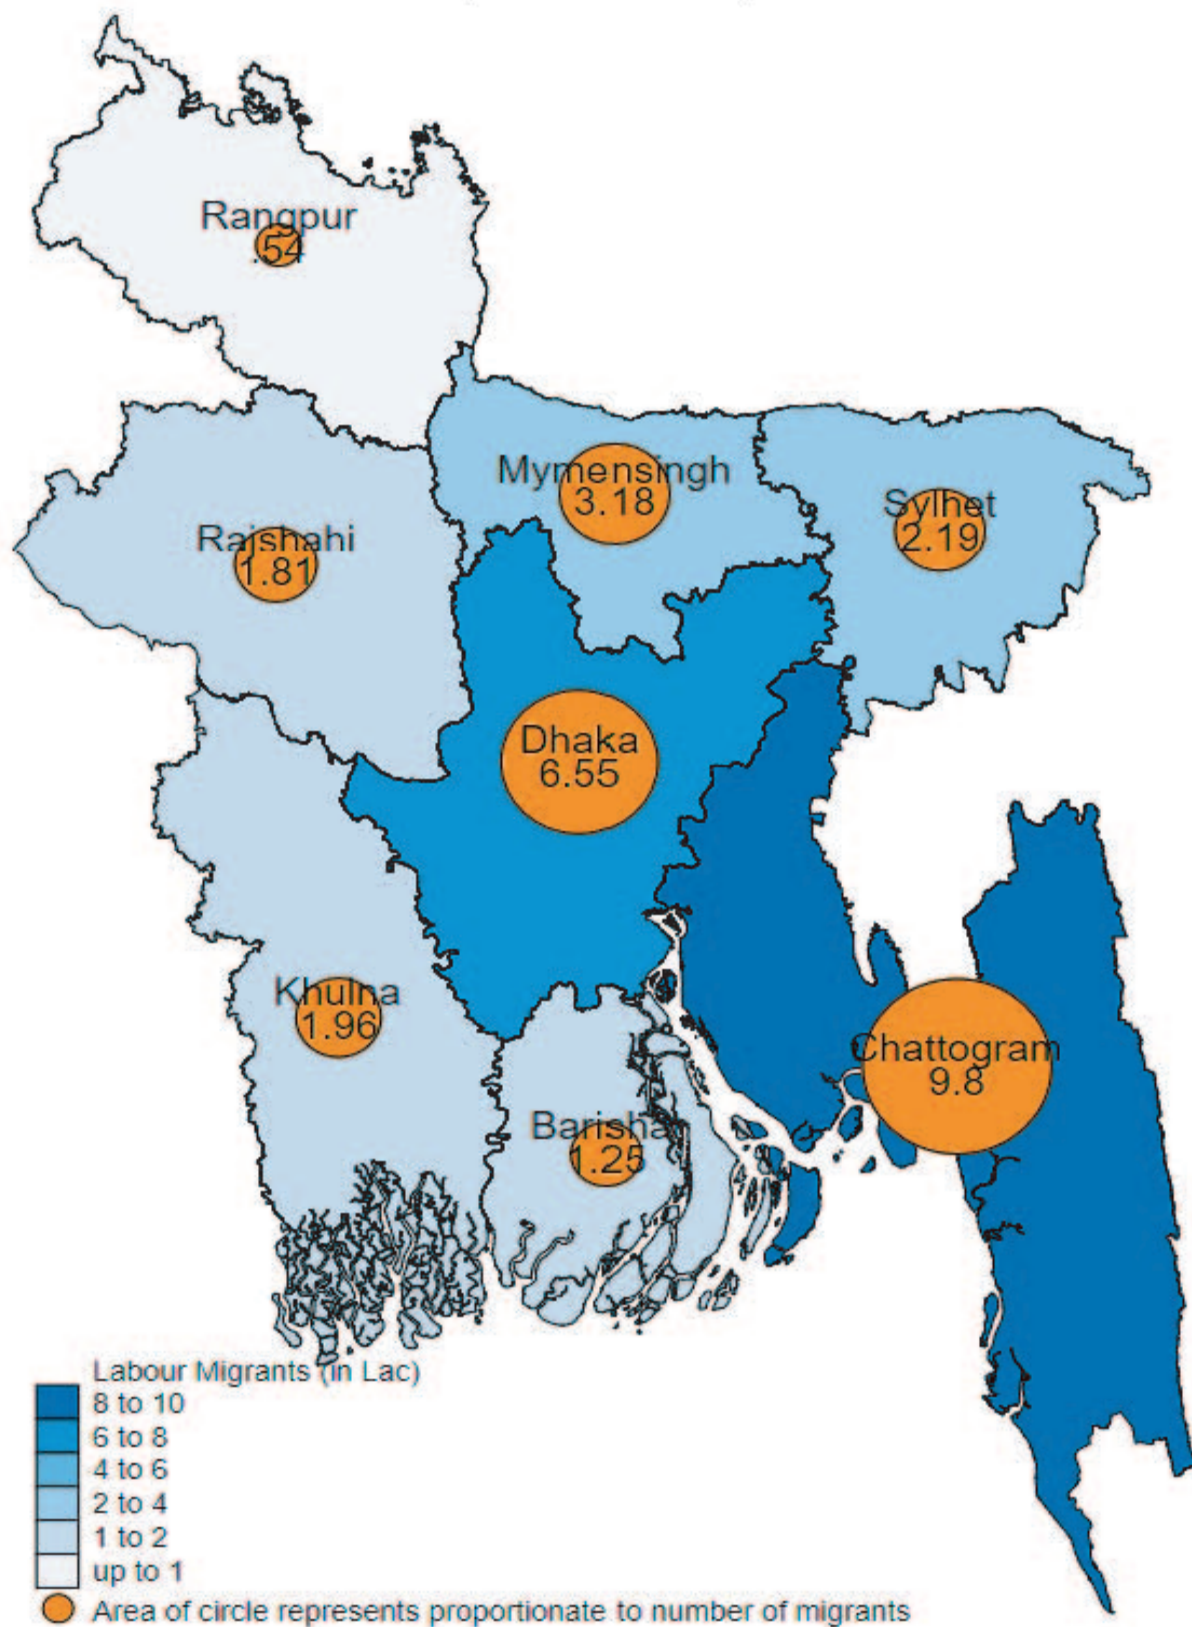 Rangpur
.54
Mymensingh
3.18
Sylhet
2.19
Rajshahi
1.81
Dhaka
6.55
Khulna
1.96
Chattogram
9.8
Barishal
1.25
Labour Migrants (in Lac)
8 to 10
6 to 8
4 to 6
2 to 4
1 to 2
up to 1
Area of circle represents proportionate to number of migrants